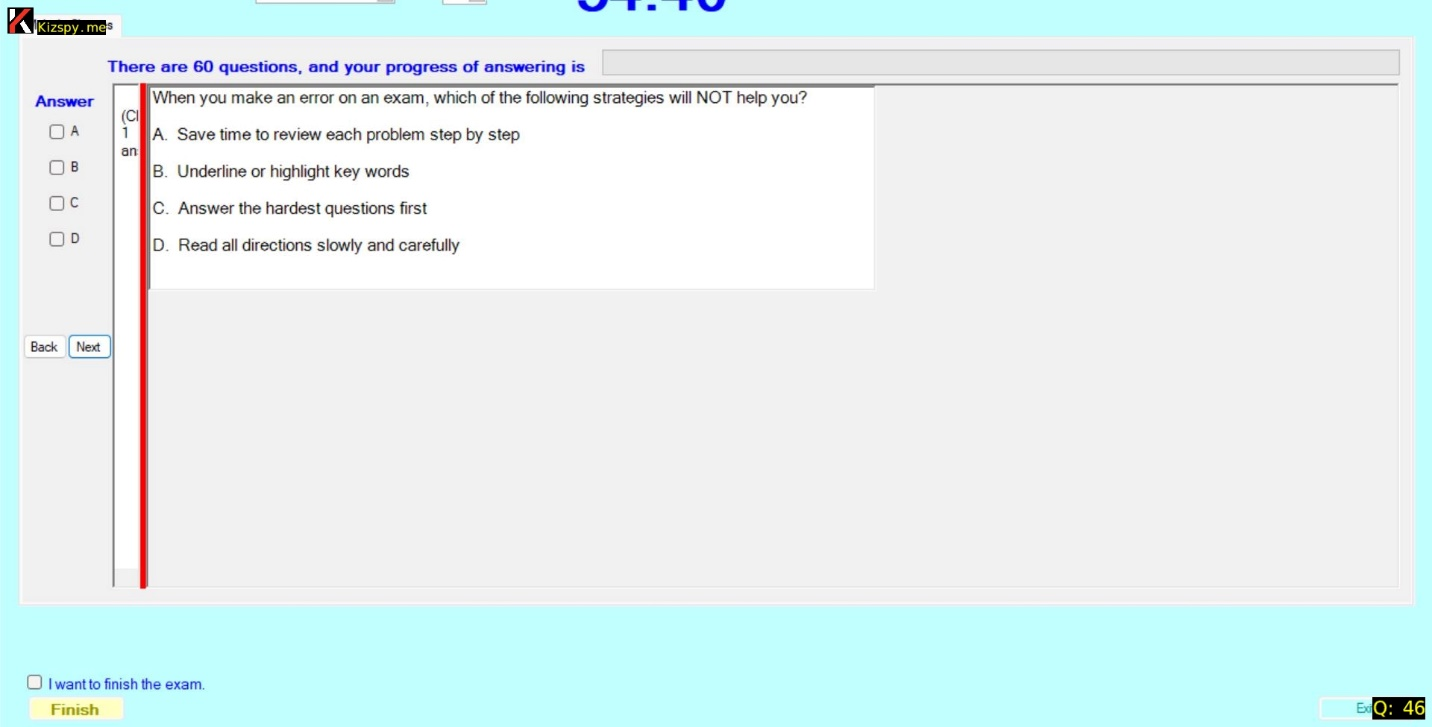 Kizspy.me
There are 60 questions, and your progress of answering is
Answer
A
B
C
D
(Cl
1
an
When you make an error on an exam, which of the following strategies will NOT help you?
A. Save time to review each problem step by step
B. Underline or highlight key words
C. Answer the hardest questions first
D. Read all directions slowly and carefully
Back Next
I want to finish the exam.
Finish
Q: 46